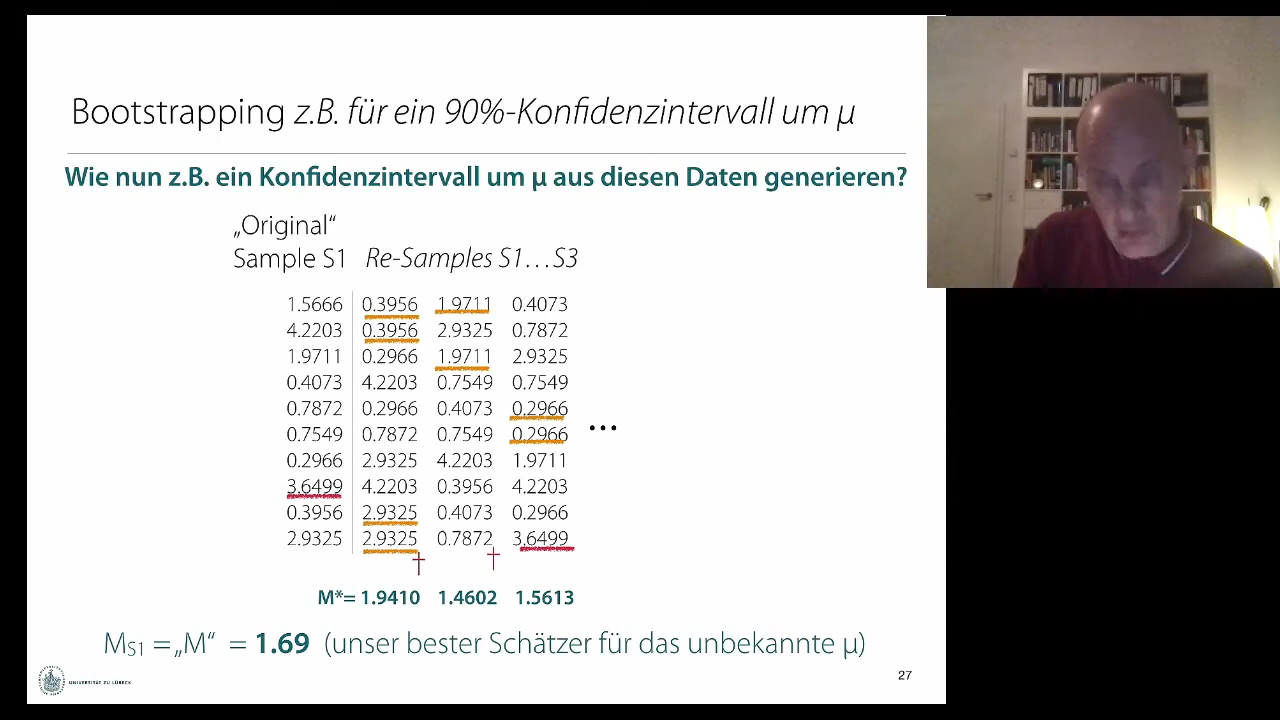 Bootstrapping z.B. für ein 90%-Konfidenzintervall um µ
Wie nun z.B. ein Konfidenzintervall um µ aus diesen Daten generieren?
„Original“
Sample S1 Re-Samples S1…S3
1.5666 0.3956 1.9711 0.4073
4.2203 0.3956 2.9325 0.7872
1.9711 0.2966 1.9711 2.9325
0.4073 4.2203 0.7549 0.7549
0.7872 0.2966 0.4073 0.2966
0.7549 0.7872 0.7549 0.2966
...
0.2966 2.9325 4.2203 1.9711
3.6499 4.2203 0.3956 4.2203
0.3956 2.9325 0.4073 0.2966
2.9325 2.9325 0.7872 3.6499
† †
M*= 1.9410 1.4602 1.5613
MS1 =„M“ = 1.69 (unser bester Schätzer für das unbekannte µ)
UNIVERSITÄT ZU LÜBECK
27